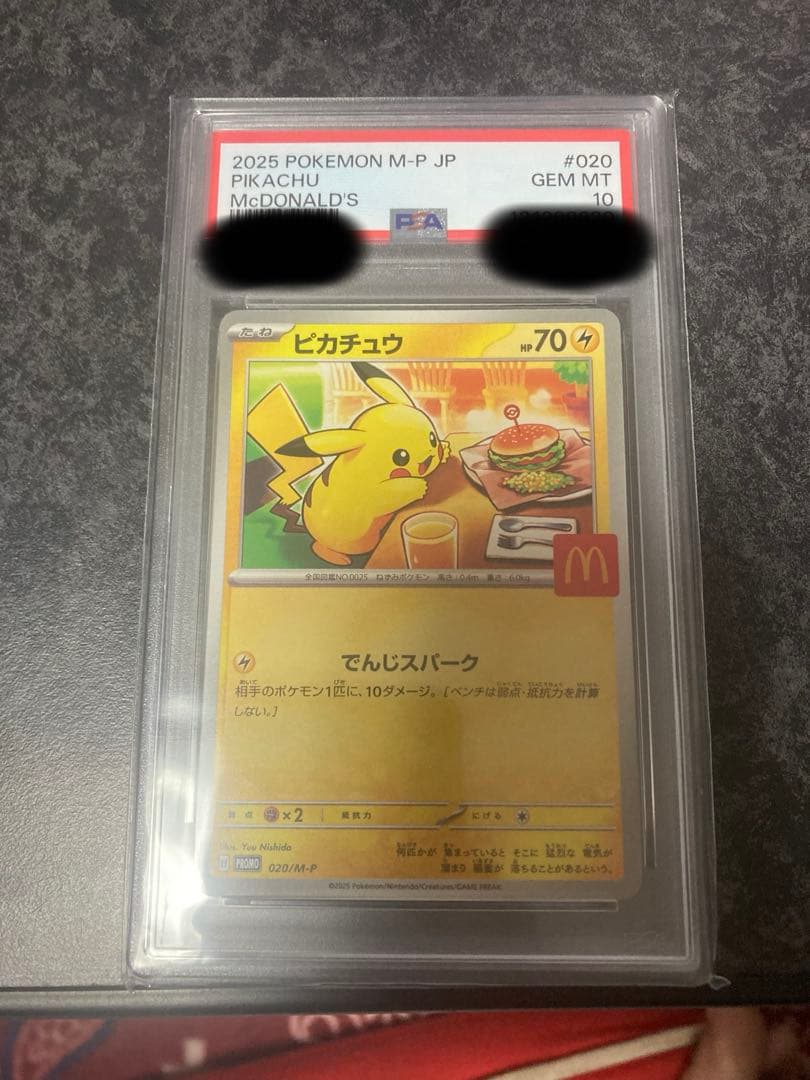 2025 POKEMON M-P JP #020
PIKACHU GEM MT
McDONALD'S 10
PSA
たね ピカチュウ HP70
全国図鑑NO.0025 ねずみポケモン 高さ:0.4m 重さ:6.0kg
M
でんじスパーク
相手のポケモン1匹に、10ダメージ。[ベンチは弱点・抵抗力を計算
しない。]
弱点 ×2 抵抗力 にげる
Illus. Yuu Nishida
何匹かが 集まっていると そこに 猛烈な 電気が
溜まり 稲妻が 落ちることがあるという。
PROMO 020/M-P
©2025 Pokémon/Nintendo/Creatures/GAME FREAK.